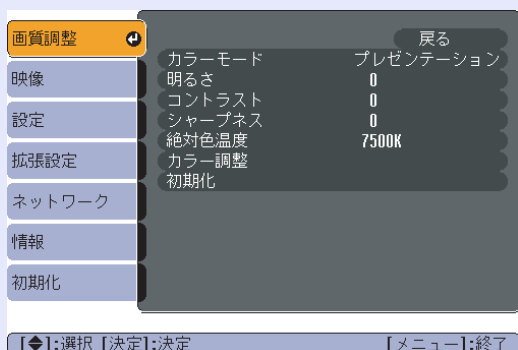 画質調整
映像
設定
拡張設定
ネットワーク
情報
初期化
戻る
カラーモード プレゼンテーション
明るさ 0
コントラスト 0
シャープネス 0
絶対色温度 7500K
カラー調整
初期化
[◆]:選択 [決定]:決定 [メニュー]:終了